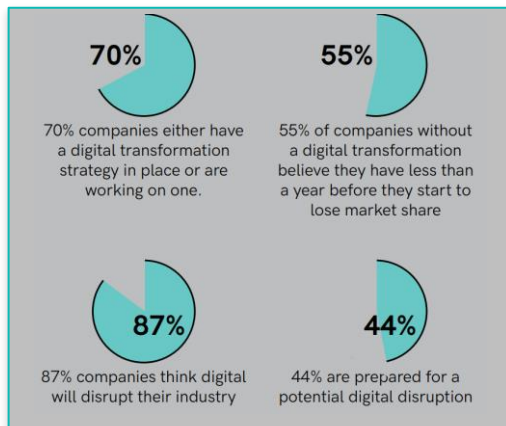 70%
70% companies either have
a digital transformation
strategy in place or are
working on one.
55%
55% of companies without
a digital transformation
believe they have less than
a year before they start to
lose market share
87%
87% companies think digital
will disrupt their industry
44%
44% are prepared for a
potential digital disruption